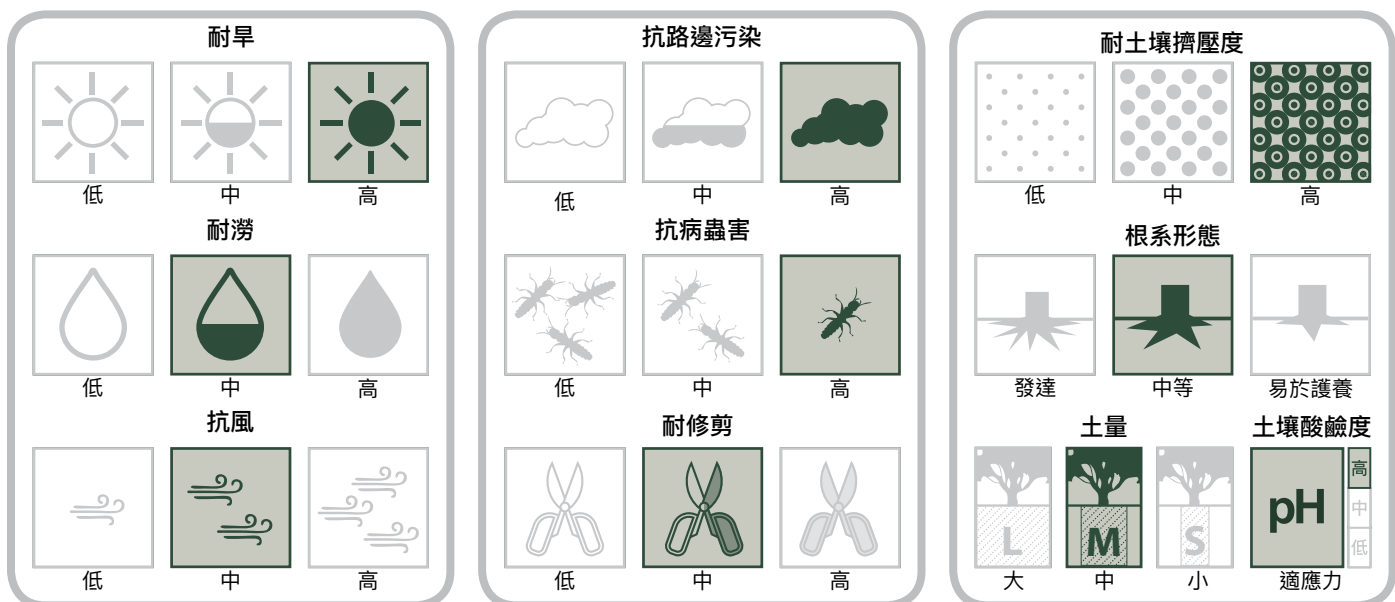 耐旱
低 中 高
耐澇
低 中 高
抗風
低 中 高
抗路邊污染
低 中 高
抗病蟲害
低 中 高
耐修剪
低 中 高
耐土壤擠壓度
低 中 高
根系形態
發達 中等 易於護養
土量
L M S
大 中 小
土壤酸鹼度
pH
高
中
低
適應力